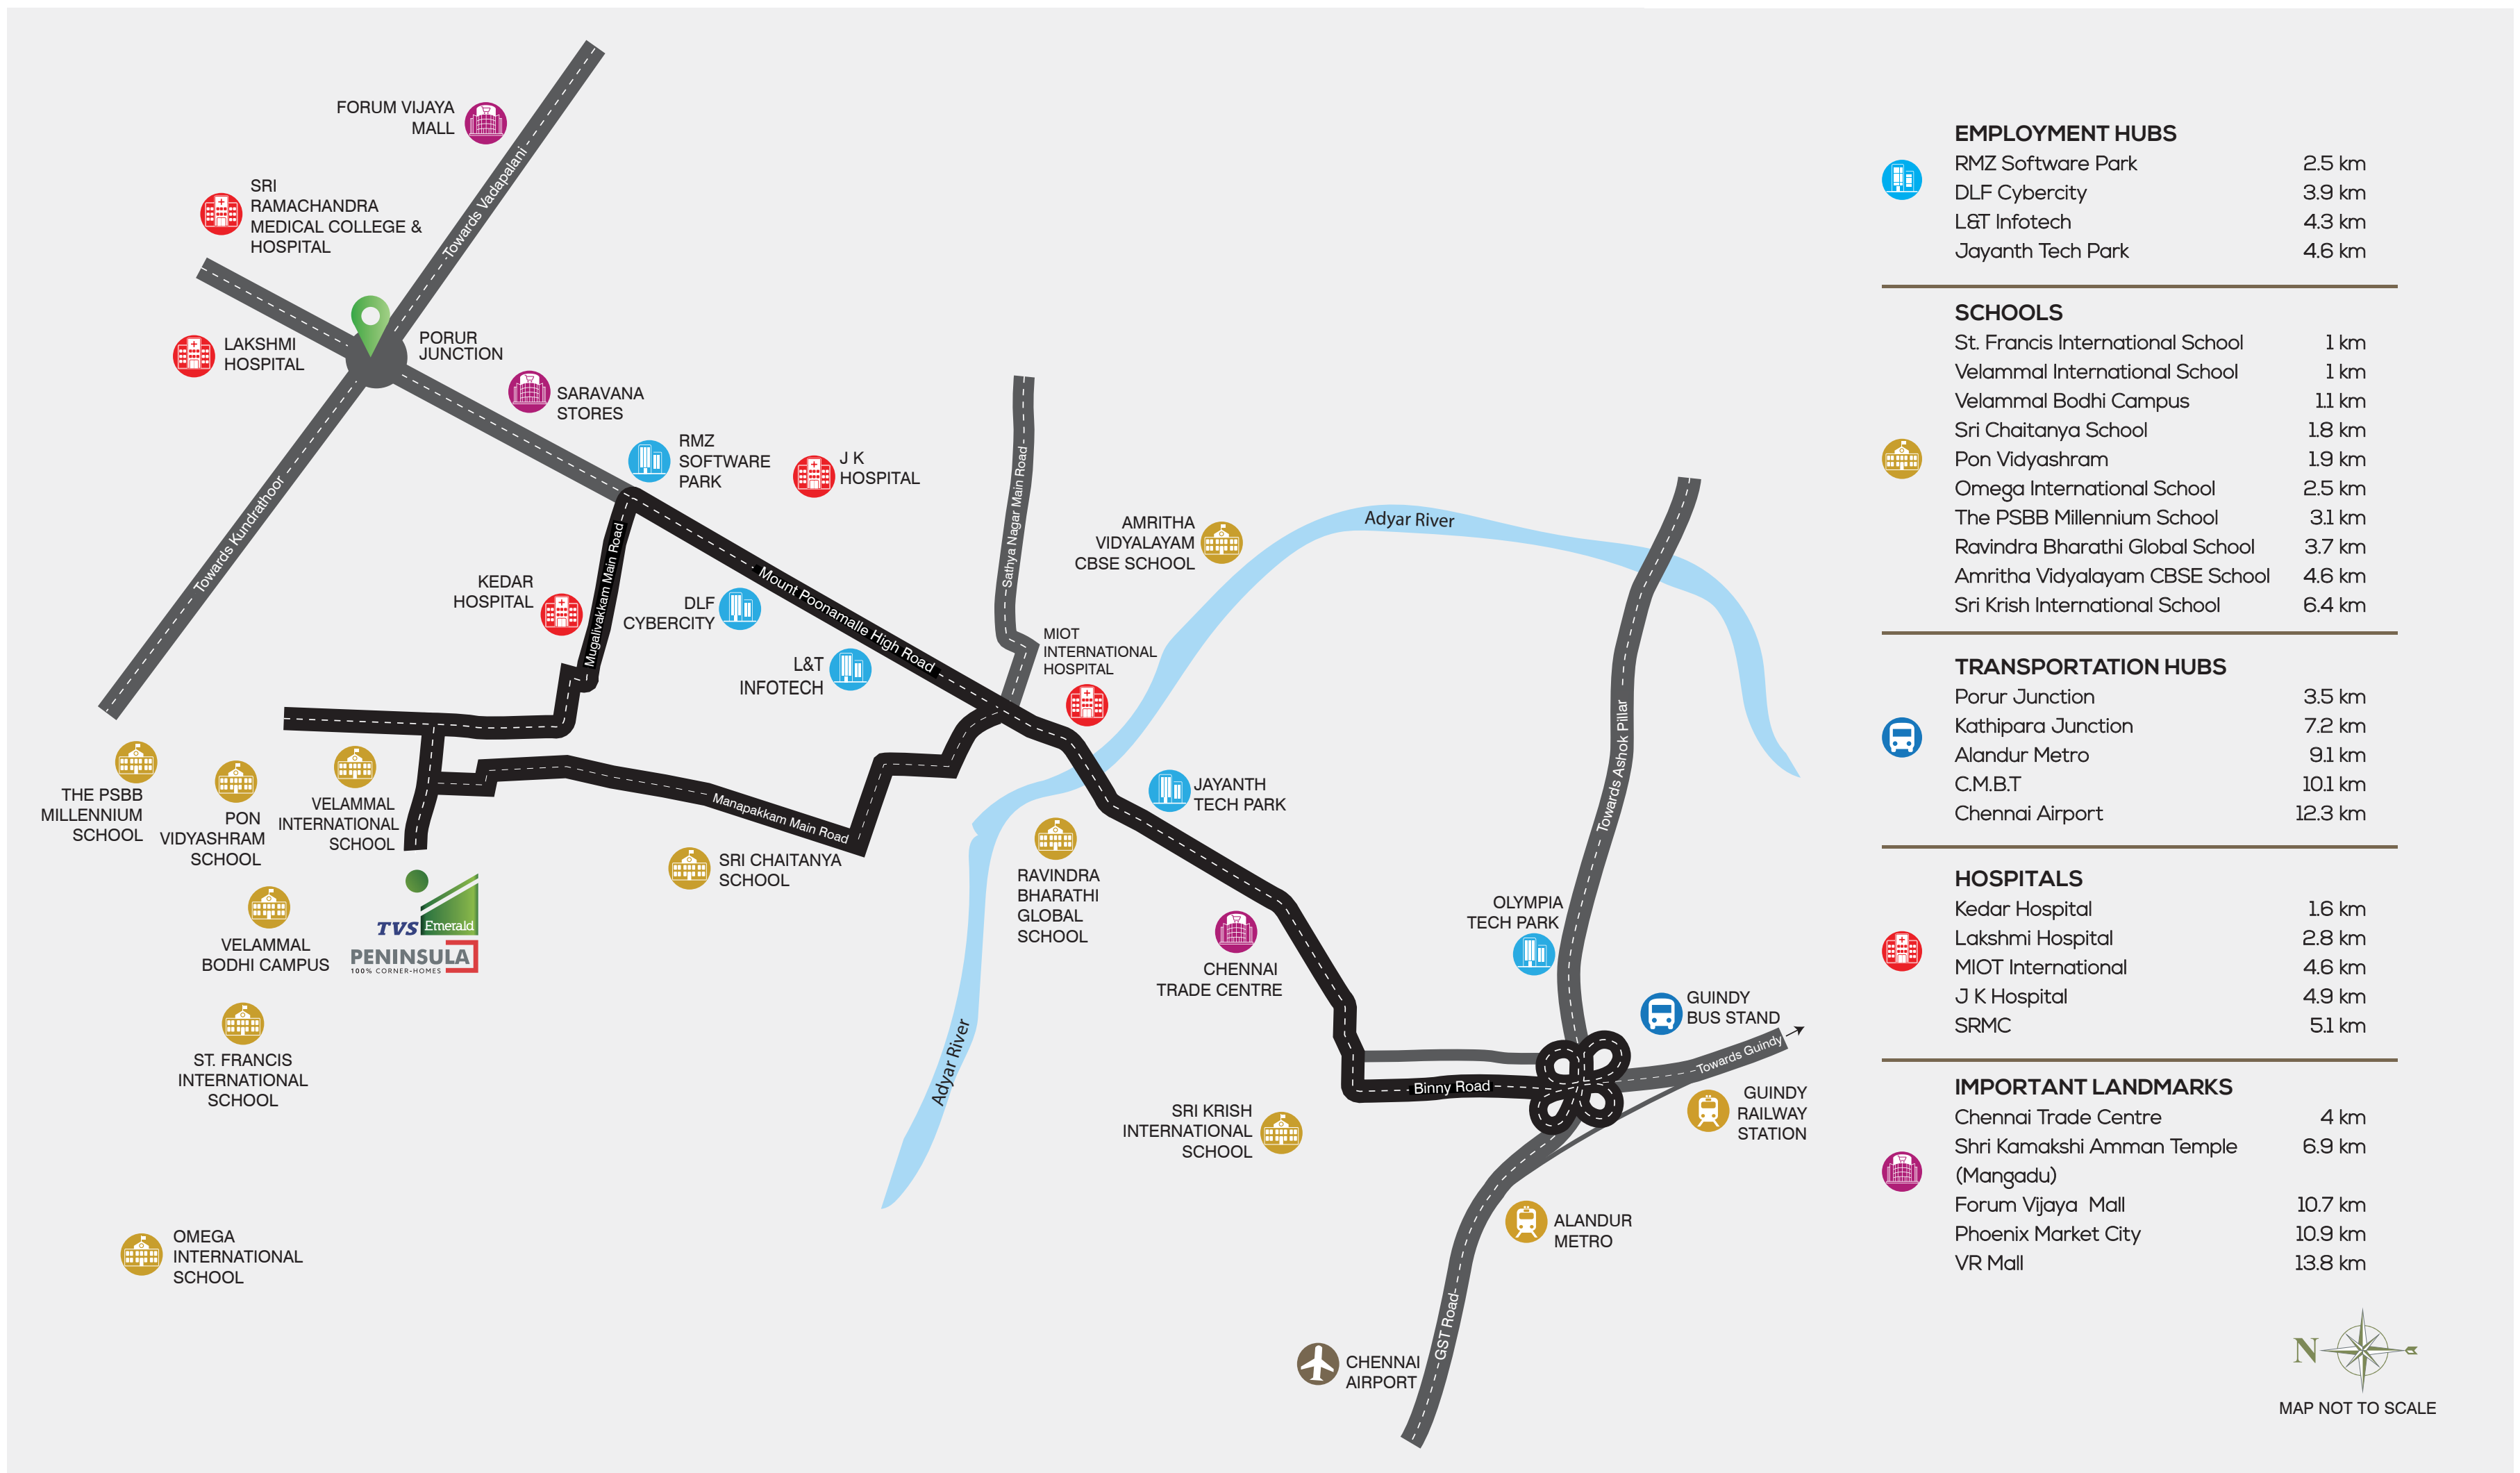 FORUM VIJAYA
MALL
Towards Vadapalani
SRI
RAMACHANDRA
MEDICAL COLLEGE &
HOSPITAL
LAKSHMI
HOSPITAL
PORUR
JUNCTION
SARAVANA
STORES
RMZ
SOFTWARE
PARK
J K
HOSPITAL
Towards Kundrathoor
Mugalivakkam Main Road
KEDAR
HOSPITAL
DLF
CYBERCITY
L&T
INFOTECH
Mount Poonamalle High Road
Sathya Nagar Main Road
AMRITHA
VIDYALAYAM
CBSE SCHOOL
Adyar River
MIOT
INTERNATIONAL
HOSPITAL
THE PSBB
MILLENNIUM
SCHOOL
PON
VIDYASHRAM
SCHOOL
VELAMMAL
INTERNATIONAL
SCHOOL
Manapakkam Main Road
SRI CHAITANYA
SCHOOL
JAYANTH
TECH PARK
Towards Ashok Pillar
VELAMMAL
BODHI CAMPUS
TVS Emerald
PENINSULA
100% CORNER-HOMES
RAVINDRA
BHARATHI
GLOBAL
SCHOOL
CHENNAI
TRADE CENTRE
OLYMPIA
TECH PARK
ST. FRANCIS
INTERNATIONAL
SCHOOL
Adyar River
GUINDY
BUS STAND
Towards Guindy
Binny Road
SRI KRISH
INTERNATIONAL
SCHOOL
GUINDY
RAILWAY
STATION
OMEGA
INTERNATIONAL
SCHOOL
ALANDUR
METRO
GST Road
CHENNAI
AIRPORT
EMPLOYMENT HUBS
RMZ Software Park 2.5 km
DLF Cybercity 3.9 km
L&T Infotech 4.3 km
Jayanth Tech Park 4.6 km
SCHOOLS
St. Francis International School 1 km
Velammal International School 1 km
Velammal Bodhi Campus 1.1 km
Sri Chaitanya School 1.8 km
Pon Vidyashram 1.9 km
Omega International School 2.5 km
The PSBB Millennium School 3.1 km
Ravindra Bharathi Global School 3.7 km
Amritha Vidyalayam CBSE School 4.6 km
Sri Krish International School 6.4 km
TRANSPORTATION HUBS
Porur Junction 3.5 km
Kathipara Junction 7.2 km
Alandur Metro 9.1 km
C.M.B.T 10.1 km
Chennai Airport 12.3 km
HOSPITALS
Kedar Hospital 1.6 km
Lakshmi Hospital 2.8 km
MIOT International 4.6 km
J K Hospital 4.9 km
SRMC 5.1 km
IMPORTANT LANDMARKS
Chennai Trade Centre 4 km
Shri Kamakshi Amman Temple 6.9 km
(Mangadu)
Forum Vijaya Mall 10.7 km
Phoenix Market City 10.9 km
VR Mall 13.8 km
N
MAP NOT TO SCALE